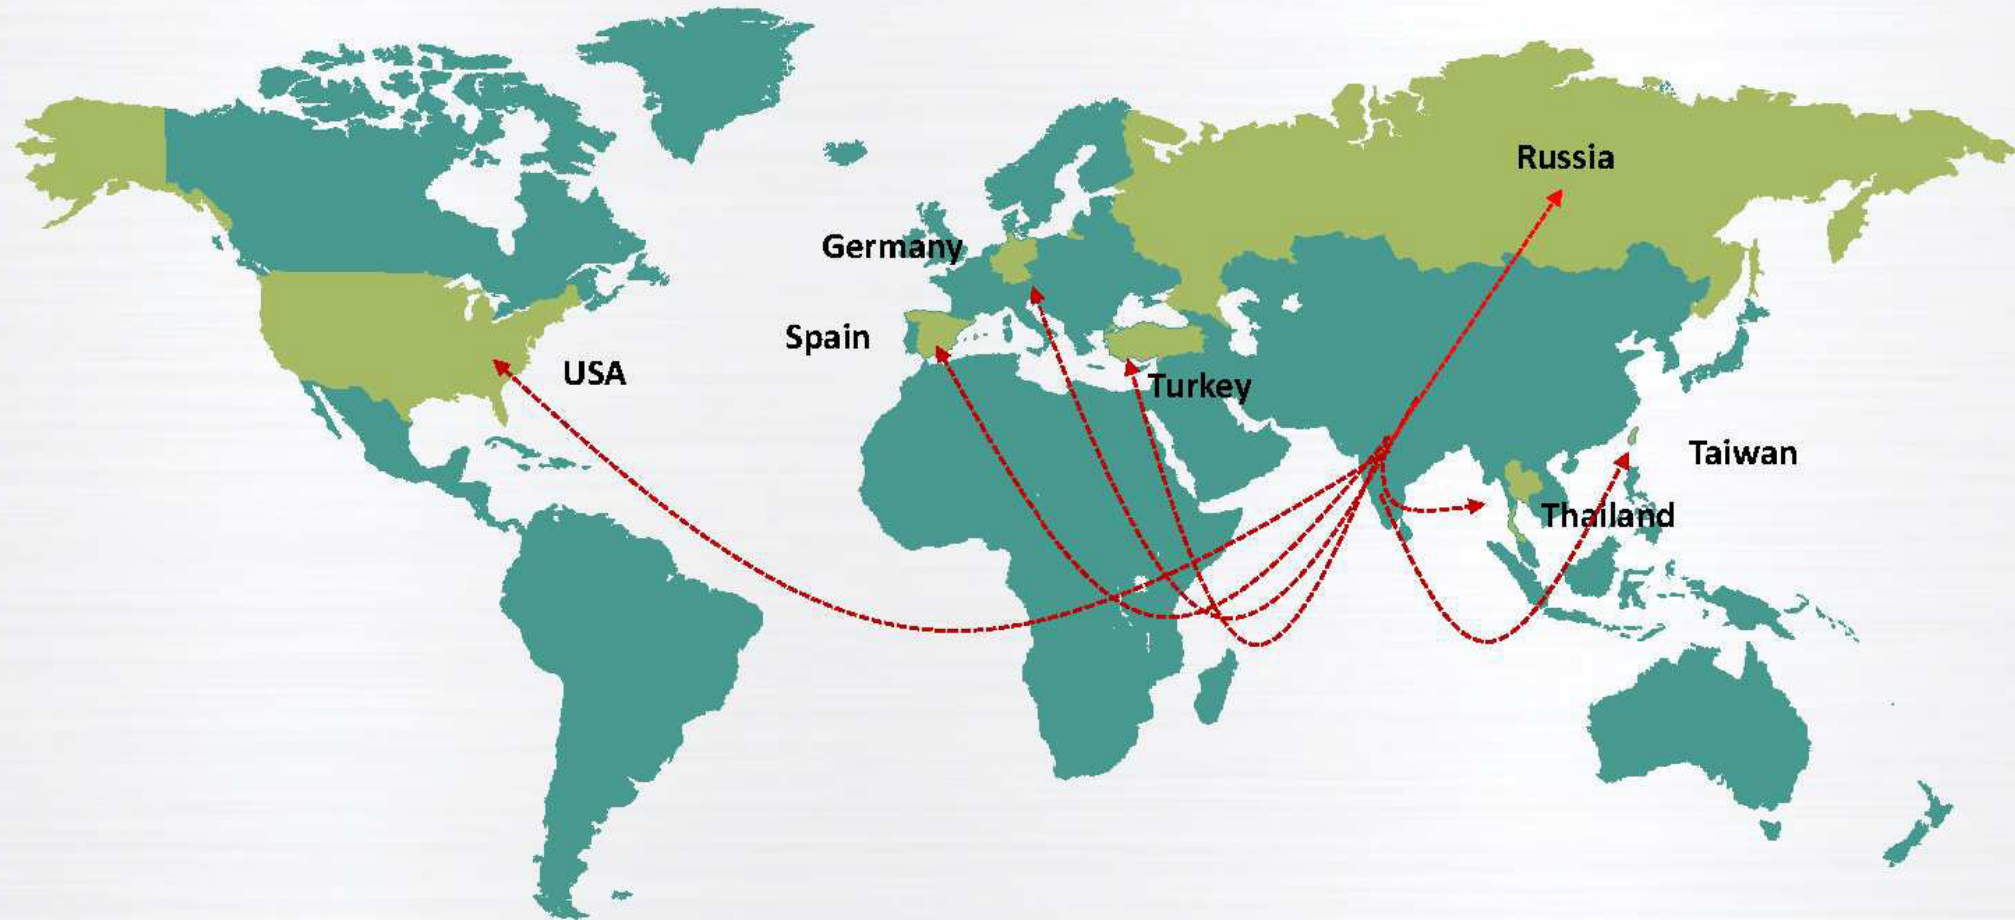 Russia
Germany
Spain
USA
Turkey
Taiwan
Thailand